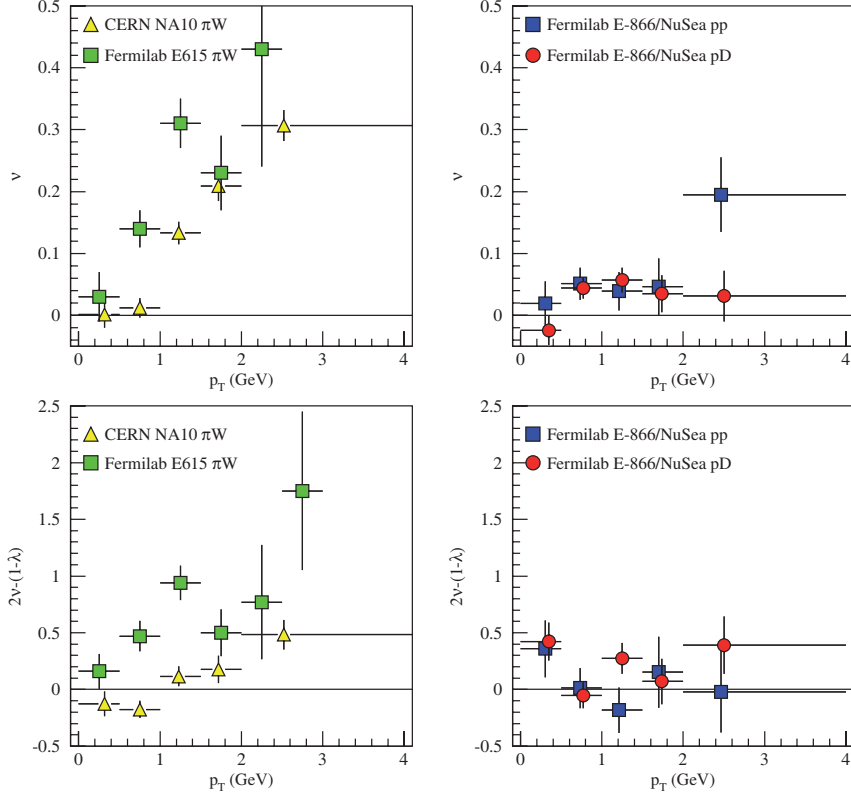 0.5
0.4
0.3
0.2
0.1
0
ν
CERN NA10 πW
Fermilab E615 πW
0 1 2 3 4
p_T (GeV)
0.5
0.4
0.3
0.2
0.1
0
ν
Fermilab E-866/NuSea pp
Fermilab E-866/NuSea pD
0 1 2 3 4
p_T (GeV)
2.5
2
1.5
1
0.5
0
-0.5
2ν-(1-λ)
CERN NA10 πW
Fermilab E615 πW
0 1 2 3 4
p_T (GeV)
2.5
2
1.5
1
0.5
0
-0.5
2ν-(1-λ)
Fermilab E-866/NuSea pp
Fermilab E-866/NuSea pD
0 1 2 3 4
p_T (GeV)